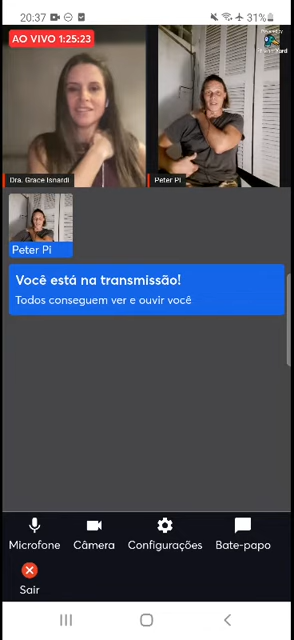 20:37
31%
AO VIVO 1:25:23
Dra. Grace Isnardi
Peter Pi
Peter Pi
Você está na transmissão!
Todos conseguem ver e ouvir você
Microfone
Câmera
Configurações
Bate-papo
Sair